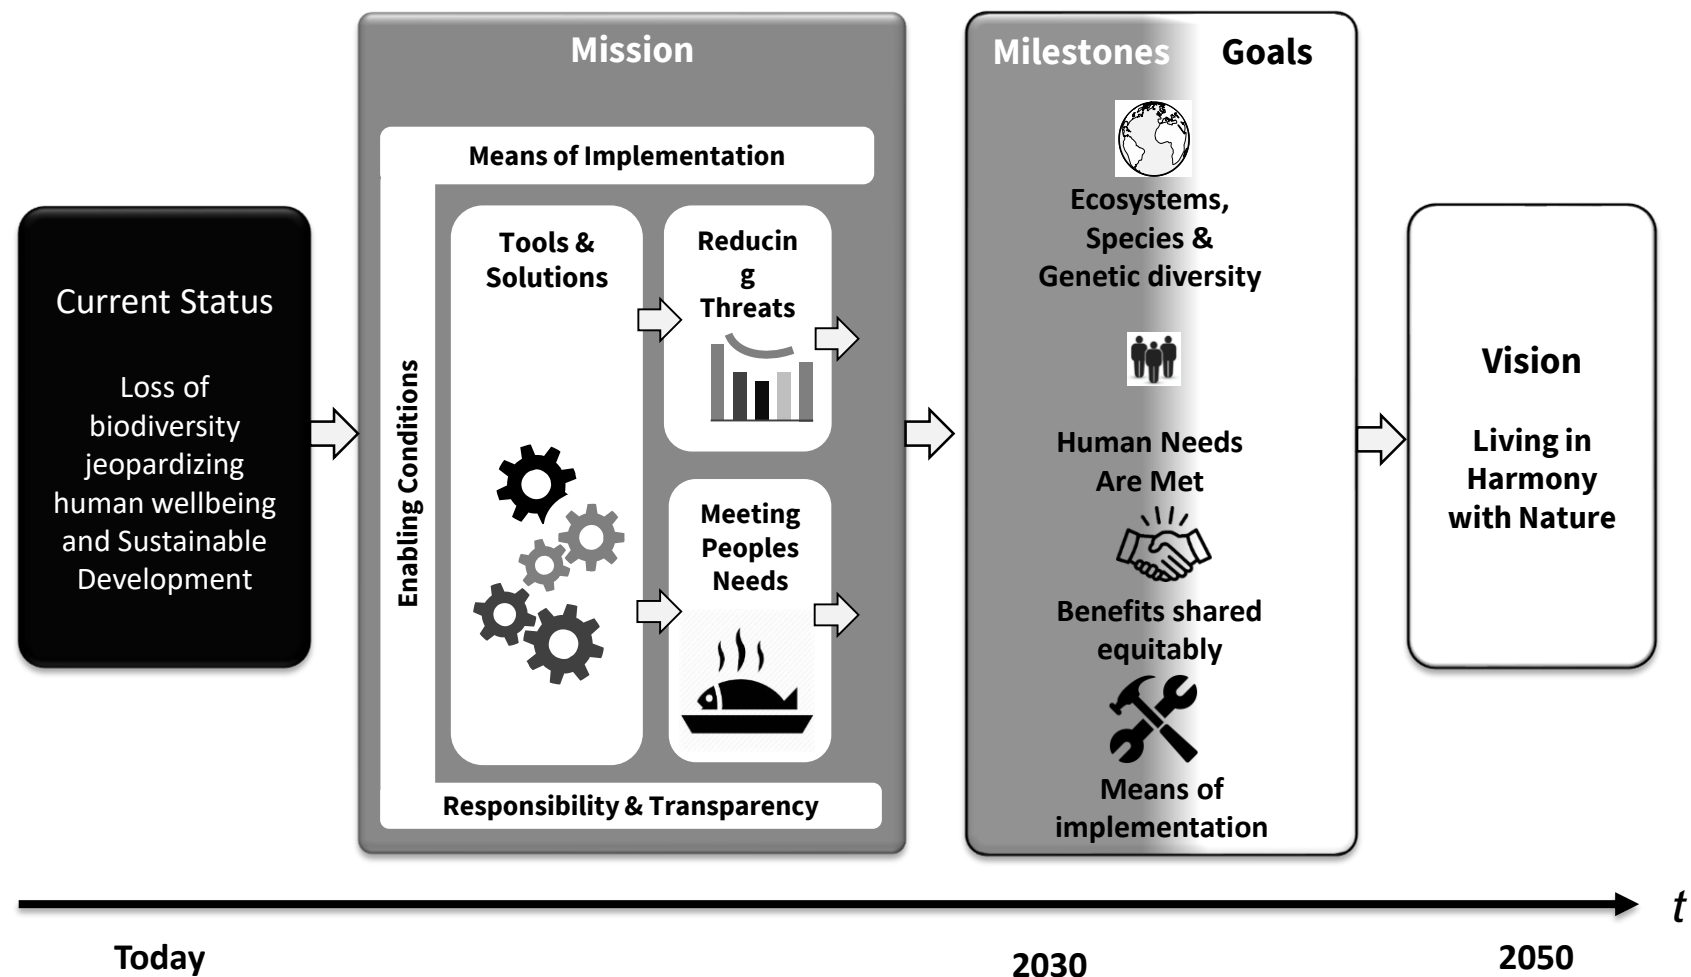 Current Status
Loss of
biodiversity
jeopardizing
human wellbeing
and Sustainable
Development
Mission
Means of Implementation
Enabling Conditions
Tools &
Solutions
Reducin
g
Threats
Meeting
Peoples
Needs
Responsibility & Transparency
Milestones Goals
Ecosystems,
Species &
Genetic diversity
Human Needs
Are Met
Benefits shared
equitably
Means of
implementation
Vision
Living in
Harmony
with Nature
t
Today
2030
2050